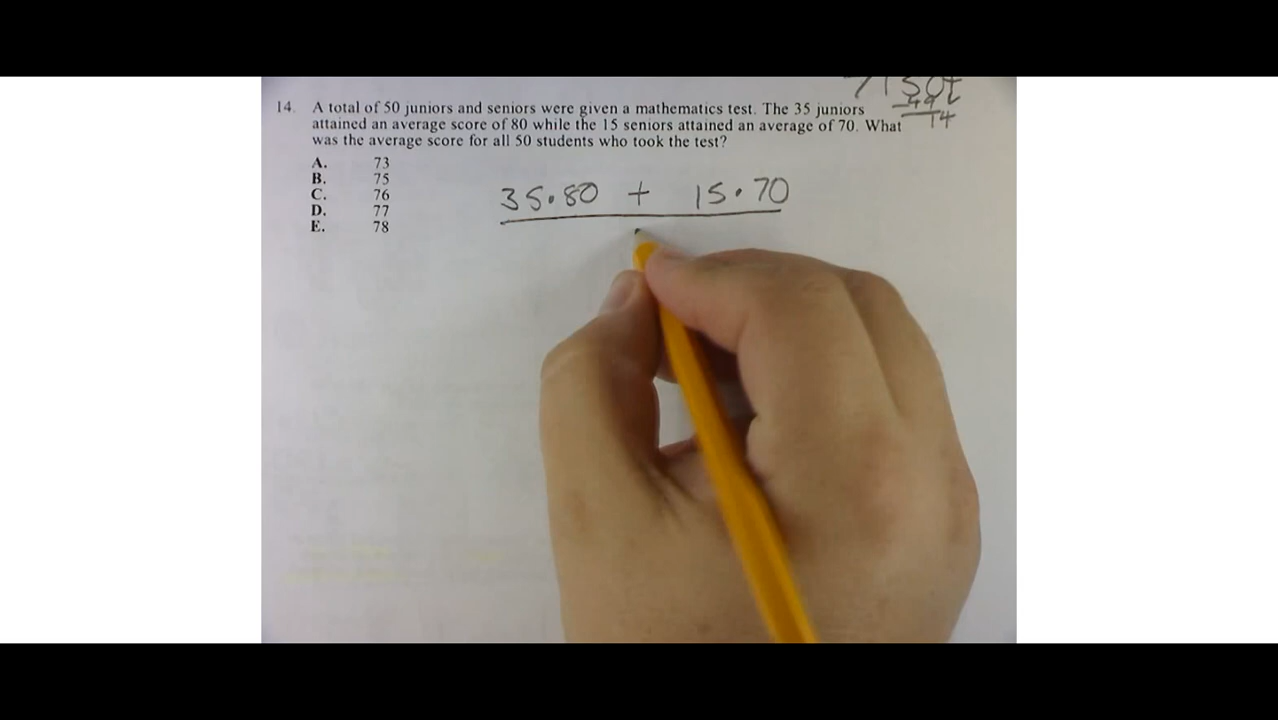 14. A total of 50 juniors and seniors were given a mathematics test. The 35 juniors
attained an average score of 80 while the 15 seniors attained an average of 70. What
was the average score for all 50 students who took the test?
A. 73
B. 75
C. 76
D. 77
E. 78
35·80 + 15·70
14